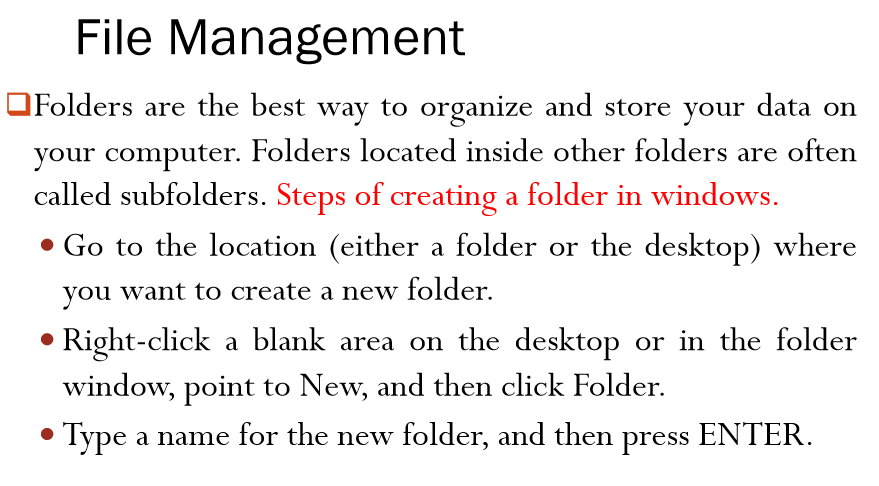 File Management
Folders are the best way to organize and store your data on
your computer. Folders located inside other folders are often
called subfolders. Steps of creating a folder in windows.
• Go to the location (either a folder or the desktop) where
you want to create a new folder.
• Right-click a blank area on the desktop or in the folder
window, point to New, and then click Folder.
• Type a name for the new folder, and then press ENTER.